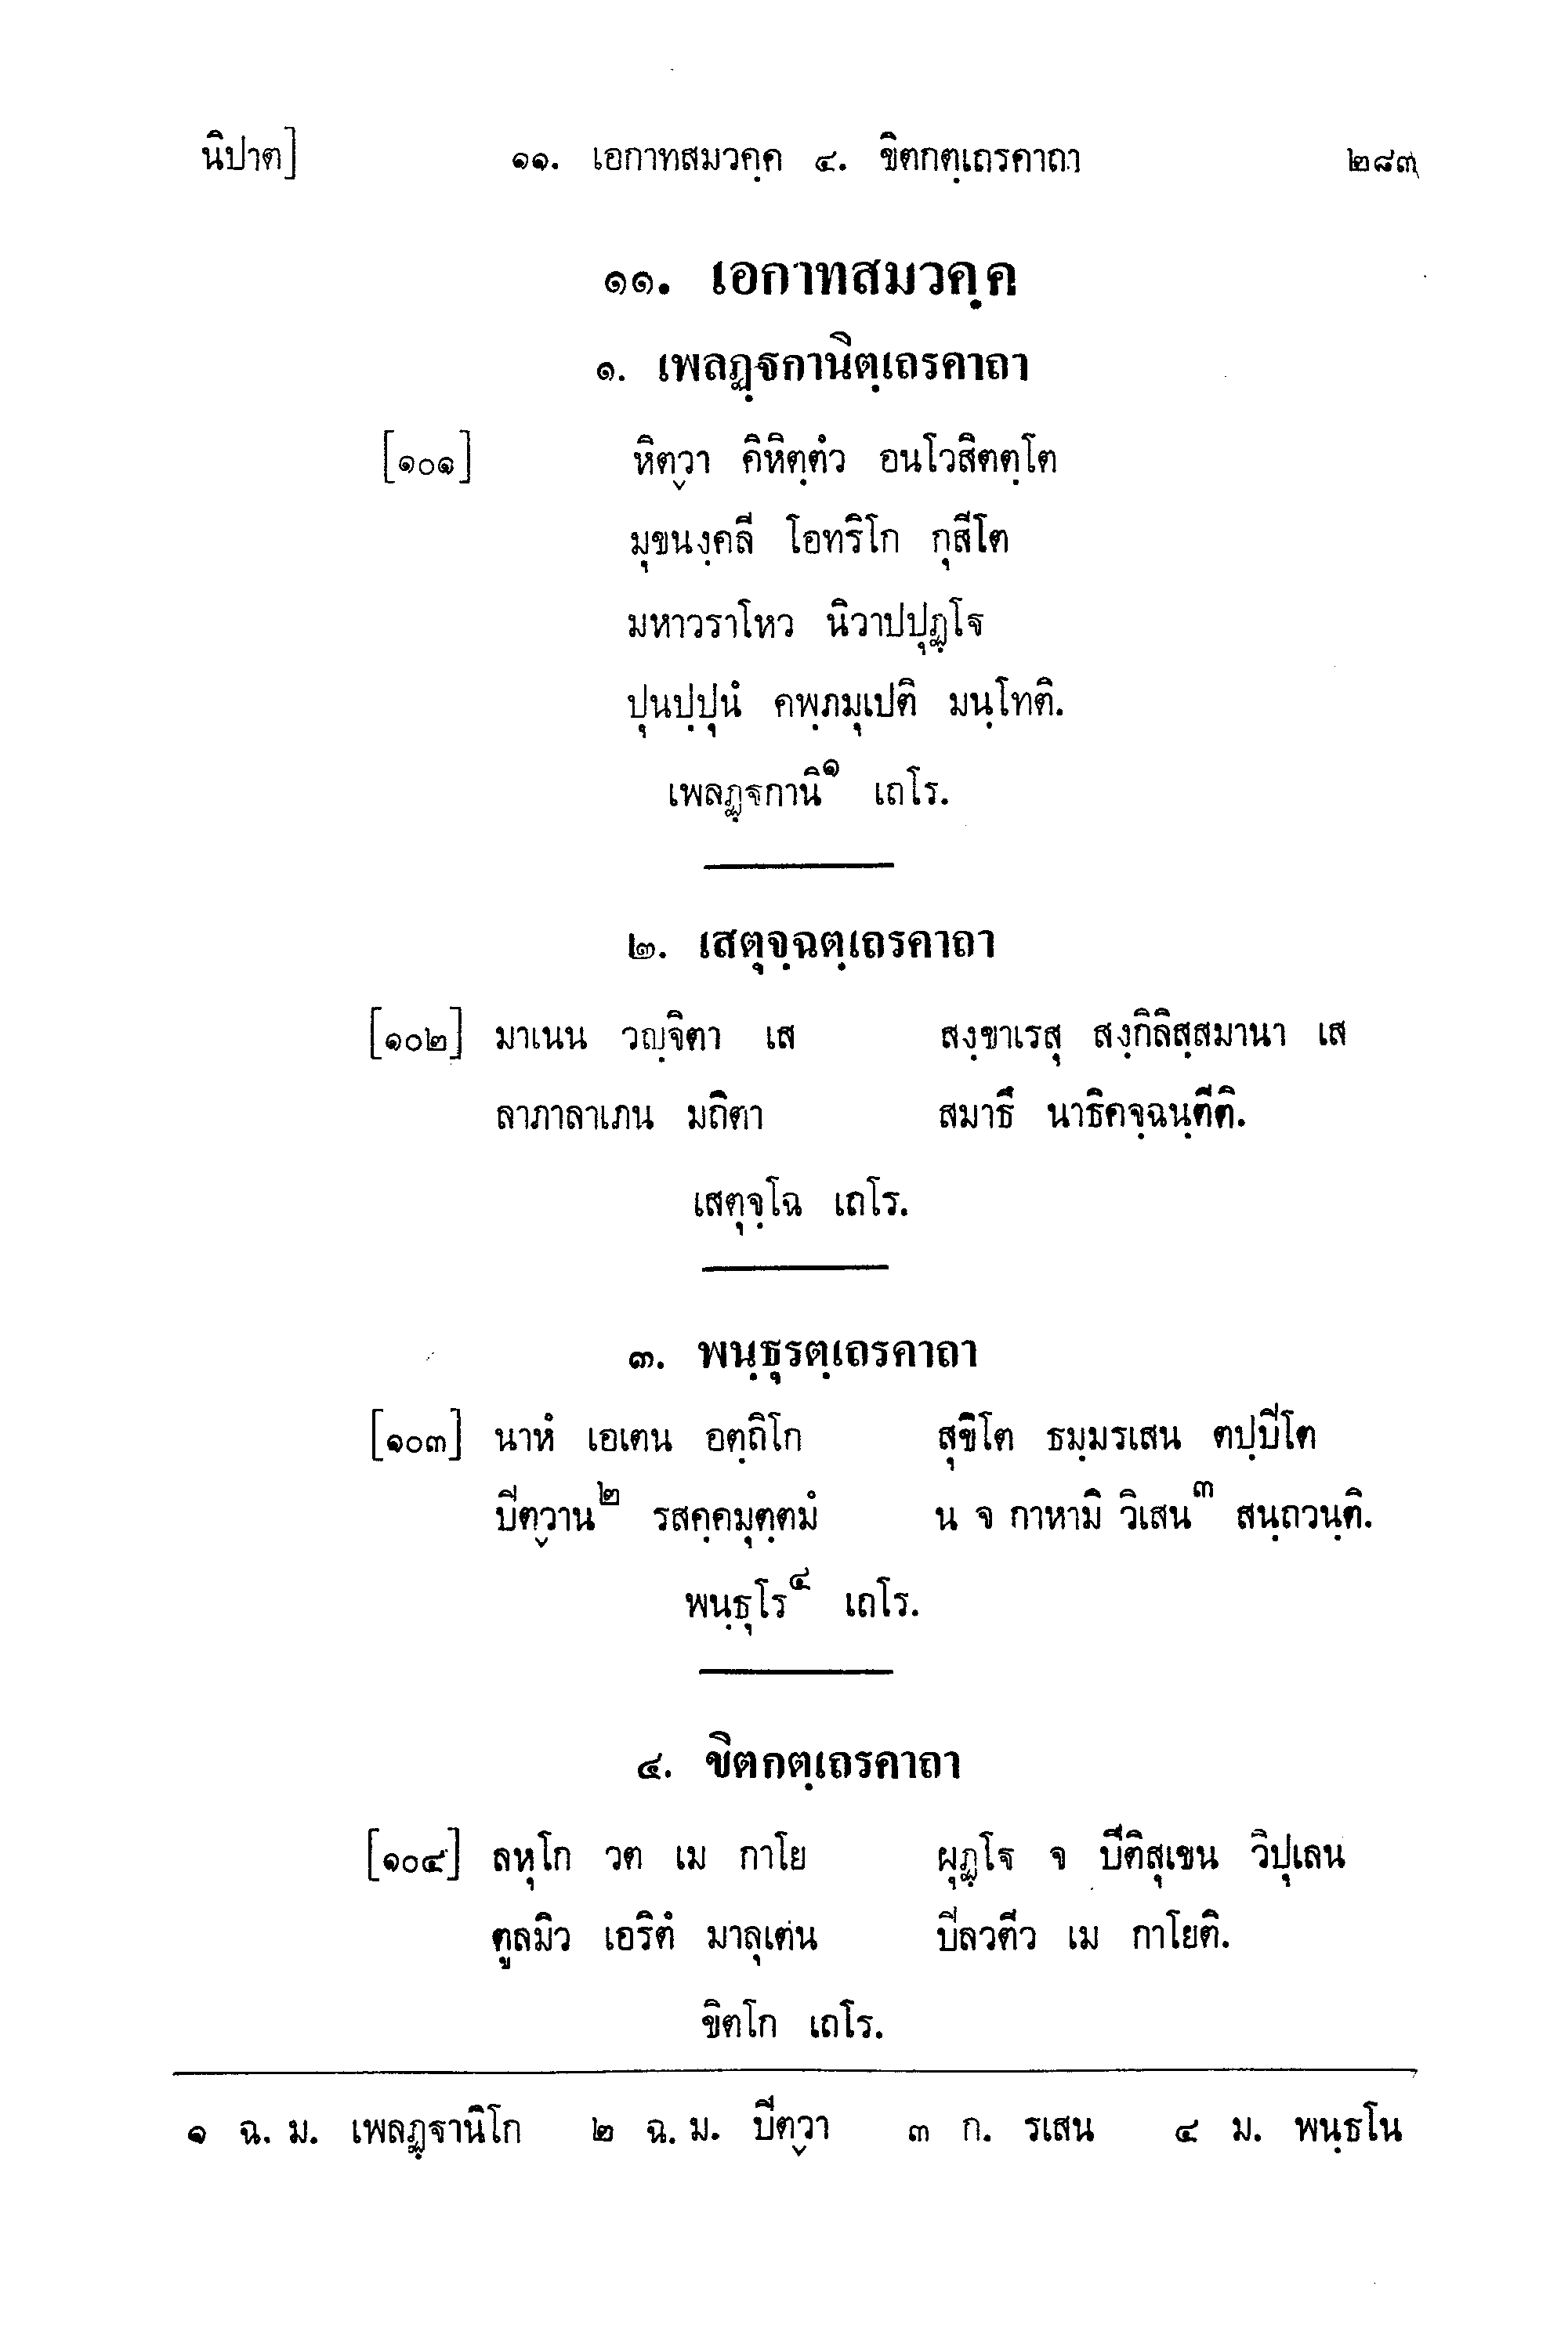 นิปาต] ๑๑. เอกาทสมวคฺค ๔. ขิตกตฺเถรคาถา ๒๘๓
๑๑. เอกาทสมวคฺค
๑. เพลฏฺฐกานิตฺเถรคาถา
[๑๐๑] หิตฺวา คิหิตฺตํว อนโวสิตตฺโต
มุขนงฺคลี โอทริโก กุสีโต
มหาวราโหว นิวาปปุฏฺโฐ
ปุนปฺปุนํ คพฺภมุเปติ มนฺโทติ.
เพลฏฺฐกานิ๑ เถโร.
๒. เสตุจฺฉตฺเถรคาถา
[๑๐๒] มาเนน วญฺจิตา เส สงฺขาเรสุ สงฺกิลิสฺสมานา เส
ลาภาลาเภน มถิตา สมาธึ นาธิคจฺฉนฺตีติ.
เสตุจฺโฉ เถโร.
๓. พนฺธุรตฺเถรคาถา
[๑๐๓] นาหํ เอเตน อตฺถิโก สุขิโต ธมฺมรเสน ตปฺปิโต
ปีตฺวาน๒ รสคฺคมุตฺตมํ น จ กาหามิ วิเสน๓ สนฺถวนฺติ.
พนฺธุโร๔ เถโร.
๔. ขิตกตฺเถรคาถา
[๑๐๔] ลหุโก วต เม กาโย ผุฏฺโฐ จ ปีติสุเขน วิปุเลน
ตูลมิว เอริตํ มาลุเตน ปิลวตีว เม กาโยติ.
ขิตโก เถโร.
๑ ฉ. ม. เพลฏฺฐานิโก ๒ ฉ. ม. ปีตฺวา ๓ ก. รเสน ๔ ม. พนฺธโน